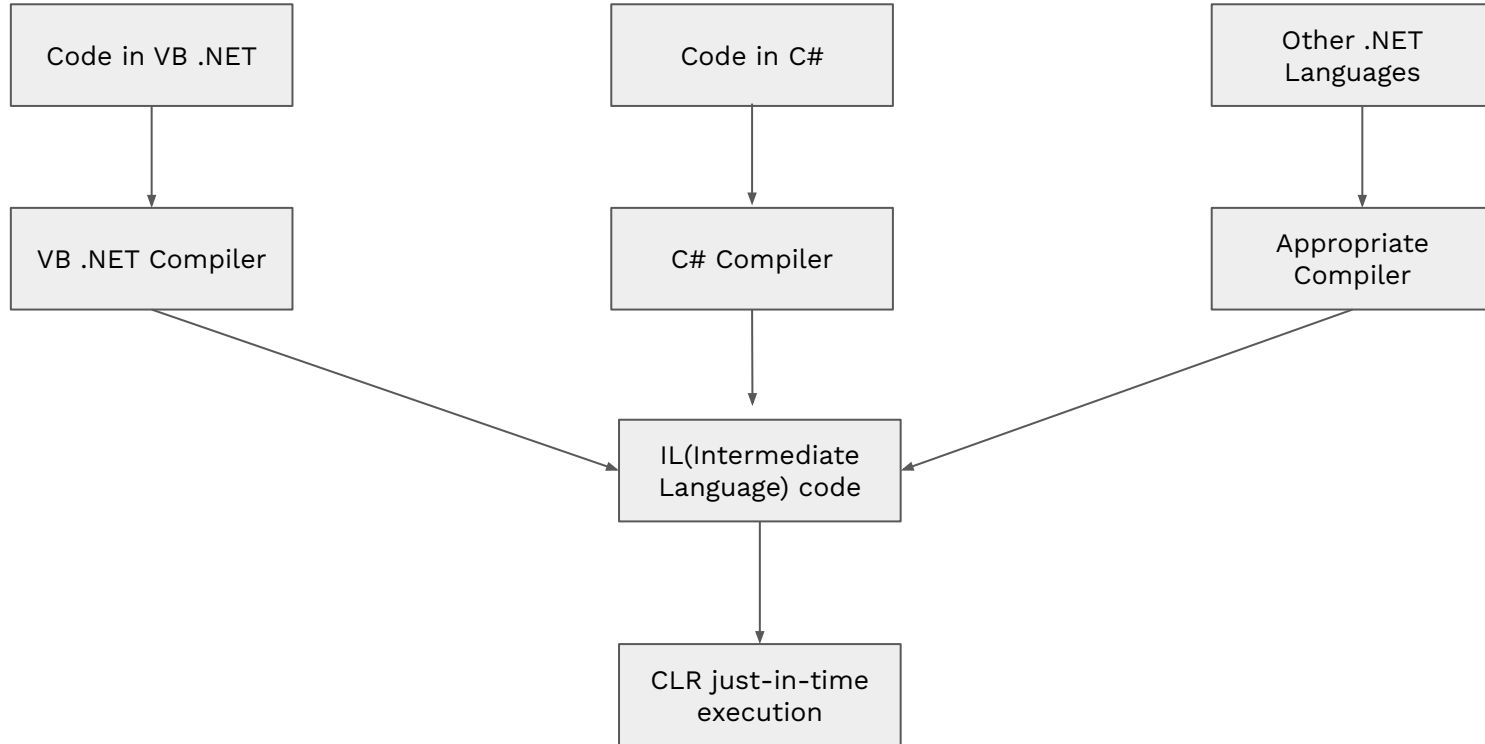 Code in VB .NET
Code in C#
Other .NET
Languages
VB .NET Compiler
C# Compiler
Appropriate
Compiler
IL(Intermediate
Language) code
CLR just-in-time
execution